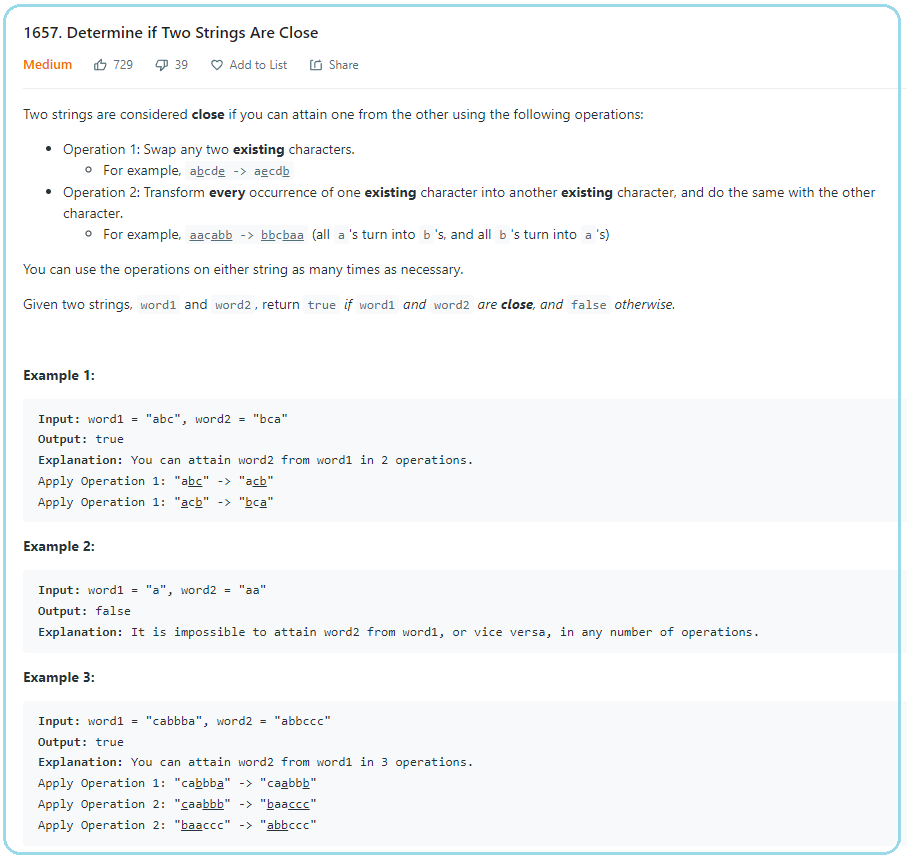 1657. Determine if Two Strings Are Close
Medium 729 39 Add to List Share
Two strings are considered close if you can attain one from the other using the following operations:
• Operation 1: Swap any two existing characters.
○ For example, abcde -> aecdb
• Operation 2: Transform every occurrence of one existing character into another existing character, and do the same with the other
character.
○ For example, aacabb -> bbcbaa (all a 's turn into b 's, and all b 's turn into a 's)
You can use the operations on either string as many times as necessary.
Given two strings, word1 and word2 , return true if word1 and word2 are close, and false otherwise.
Example 1:
Input: word1 = "abc", word2 = "bca"
Output: true
Explanation: You can attain word2 from word1 in 2 operations.
Apply Operation 1: "abc" -> "acb"
Apply Operation 1: "acb" -> "bca"
Example 2:
Input: word1 = "a", word2 = "aa"
Output: false
Explanation: It is impossible to attain word2 from word1, or vice versa, in any number of operations.
Example 3:
Input: word1 = "cabbba", word2 = "abbccc"
Output: true
Explanation: You can attain word2 from word1 in 3 operations.
Apply Operation 1: "cabbba" -> "caabbb"
Apply Operation 2: "caabbb" -> "baaccc"
Apply Operation 2: "baaccc" -> "abbccc"